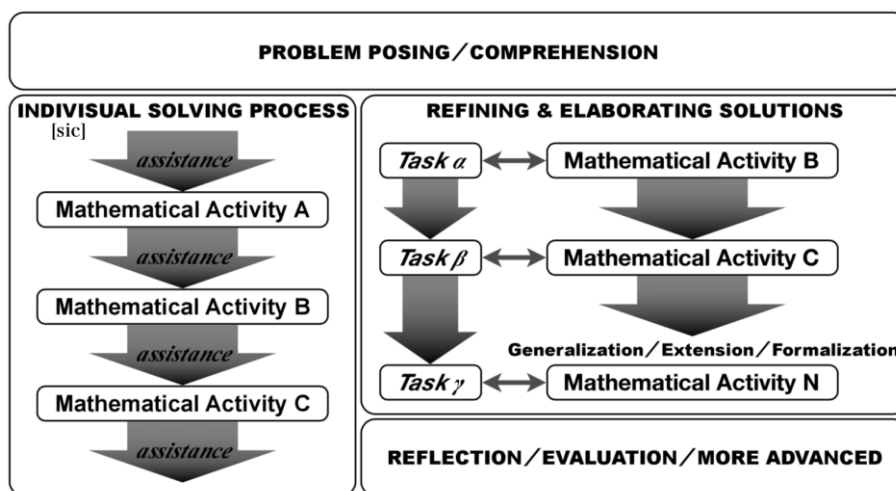 PROBLEM POSING/COMPREHENSION
INDIVISUAL SOLVING PROCESS
[sic]
assistance
Mathematical Activity A
assistance
Mathematical Activity B
assistance
Mathematical Activity C
assistance
REFINING & ELABORATING SOLUTIONS
Task α
Mathematical Activity B
Task β
Mathematical Activity C
Generalization/Extension/Formalization
Task γ
Mathematical Activity N
REFLECTION/EVALUATION/MORE ADVANCED